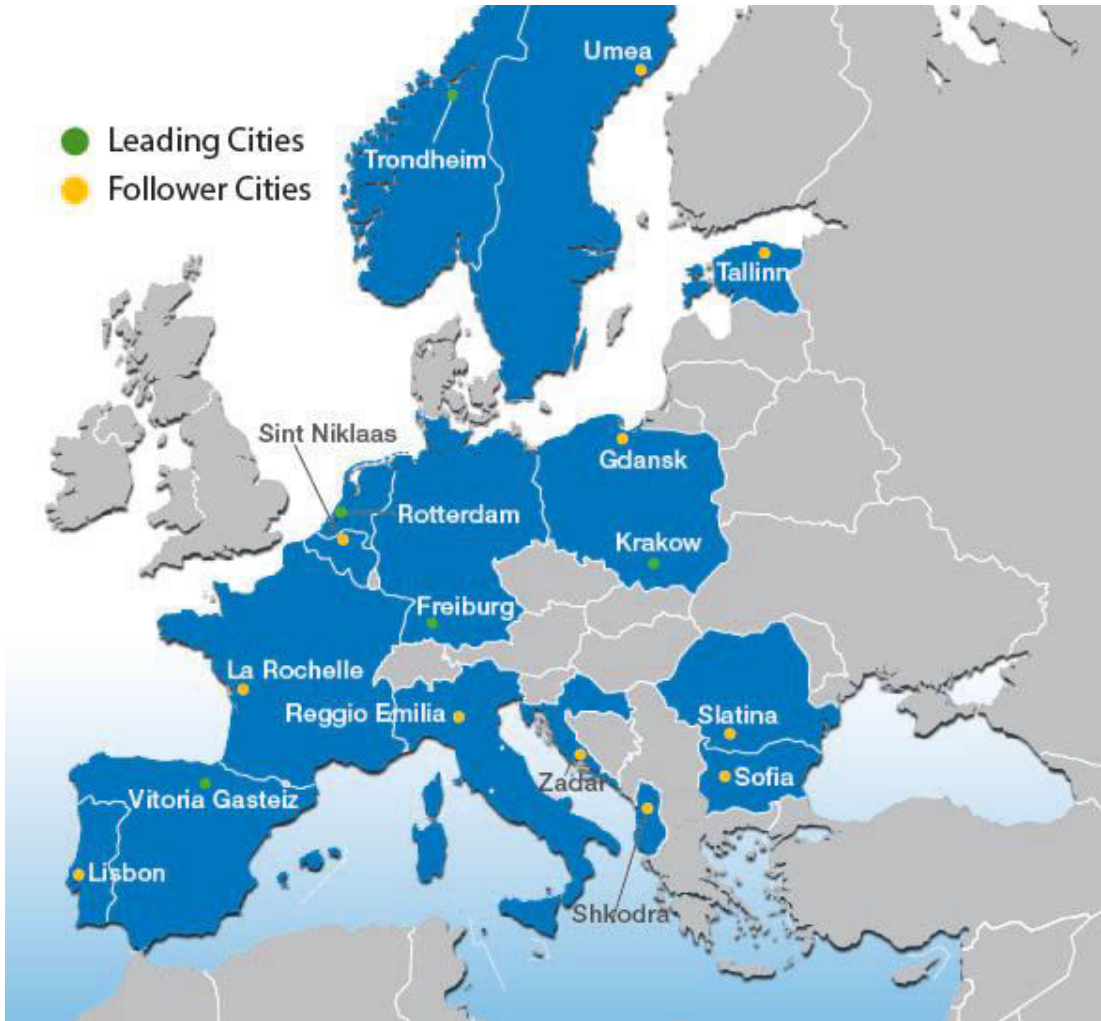 Umea
Leading Cities
Trondheim
Follower Cities
Tallinn
Sint Niklaas
Gdansk
Rotterdam
Krakow
Freiburg
La Rochelle
Reggio Emilia
Slatina
Sofia
Zadar
Vitoria Gasteiz
Lisbon
Shkodra